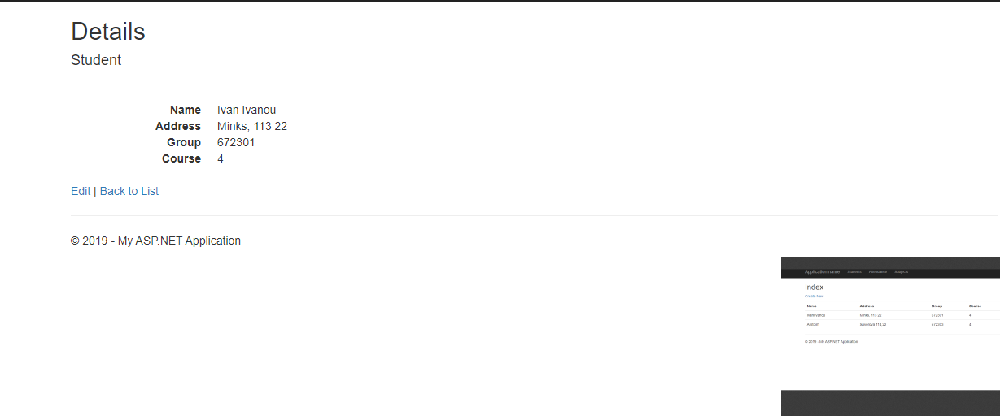 Details
Student
Name Ivan Ivanou
Address Minks, 113 22
Group 672301
Course 4
Edit | Back to List
© 2019 - My ASP.NET Application
Application name Students Attendance Subjects
Index
Create New
Name Address Group Course
Ivan Ivanou Minks, 113 22 672301 4
114 22 672303 4
© 2019 - My ASP.NET Application